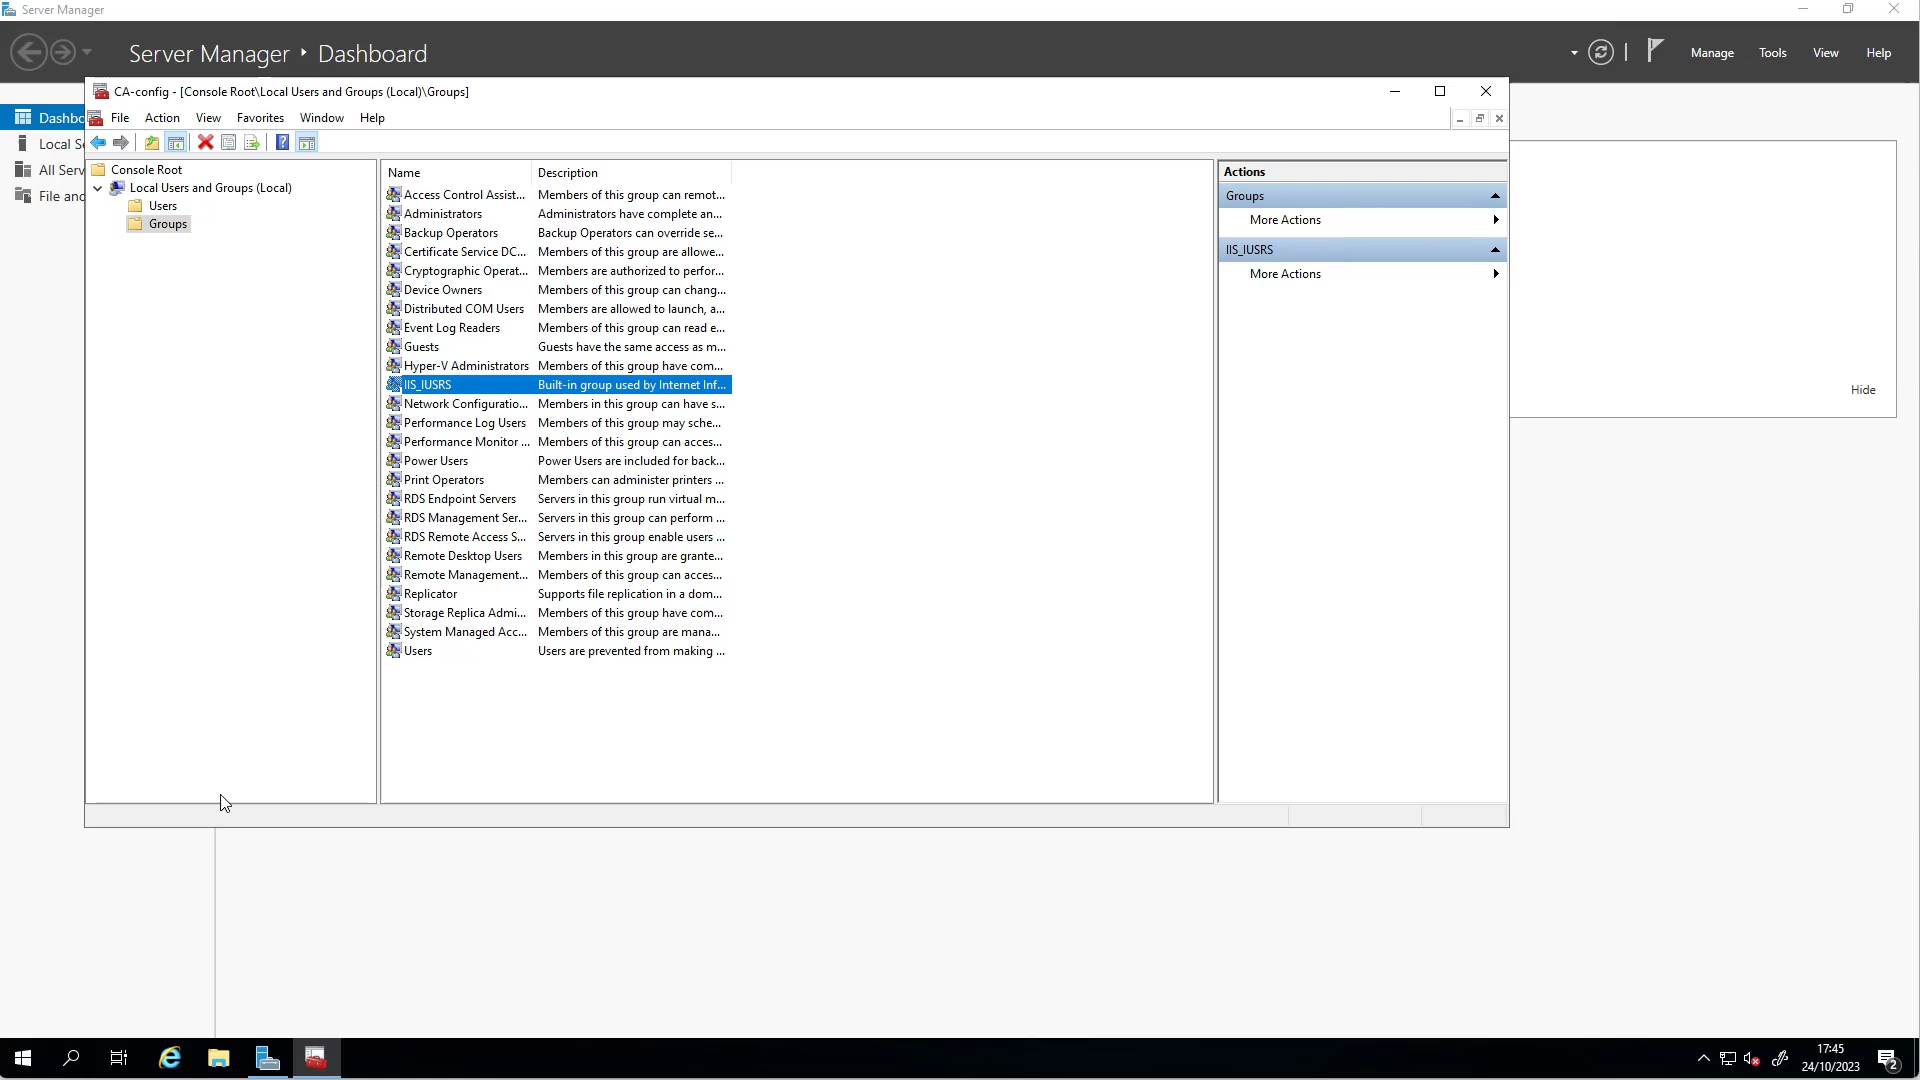 Server Manager
Server Manager
Dashboard
Manage
Tools
View
Help
CA-config - [Console Root\Local Users and Groups (Local)\Groups]
File
Action
View
Favorites
Window
Help
Dashbo
Local Se
All Serv
File and
Console Root
Local Users and Groups (Local)
Users
Groups
Name
Description
Access Control Assist... Members of this group can remot...
Administrators Administrators have complete an...
Backup Operators Backup Operators can override se...
Certificate Service DC... Members of this group are allowe...
Cryptographic Operat... Members are authorized to perfor...
Device Owners Members of this group can chang...
Distributed COM Users Members are allowed to launch, a...
Event Log Readers Members of this group can read e...
Guests Guests have the same access as m...
Hyper-V Administrators Members of this group have com...
IIS_IUSRS Built-in group used by Internet Inf...
Network Configuratio... Members in this group can have s...
Performance Log Users Members of this group may sche...
Performance Monitor ... Members of this group can acces...
Power Users Power Users are included for back...
Print Operators Members can administer printers ...
RDS Endpoint Servers Servers in this group run virtual m...
RDS Management Ser... Servers in this group can perform ...
RDS Remote Access S... Servers in this group enable users ...
Remote Desktop Users Members in this group are grante...
Remote Management... Members of this group can acces...
Replicator Supports file replication in a dom...
Storage Replica Admi... Members of this group have com...
System Managed Acc... Members of this group are mana...
Users Users are prevented from making ...
Actions
Groups
More Actions
IIS_IUSRS
More Actions
Hide
17:45
24/10/2023
2